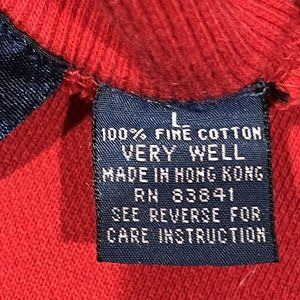 L
100% FINE COTTON
VERY WELL
MADE IN HONG KONG
RN 83841
SEE REVERSE FOR
CARE INSTRUCTION